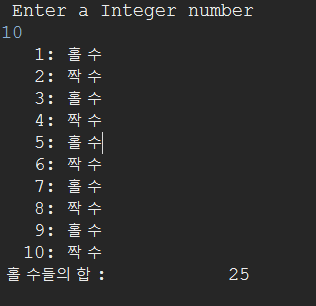 Enter a Integer number
10
1: 홀 수
2: 짝 수
3: 홀 수
4: 짝 수
5: 홀 수
6: 짝 수
7: 홀 수
8: 짝 수
9: 홀 수
10: 짝 수
홀 수들의 합 : 25